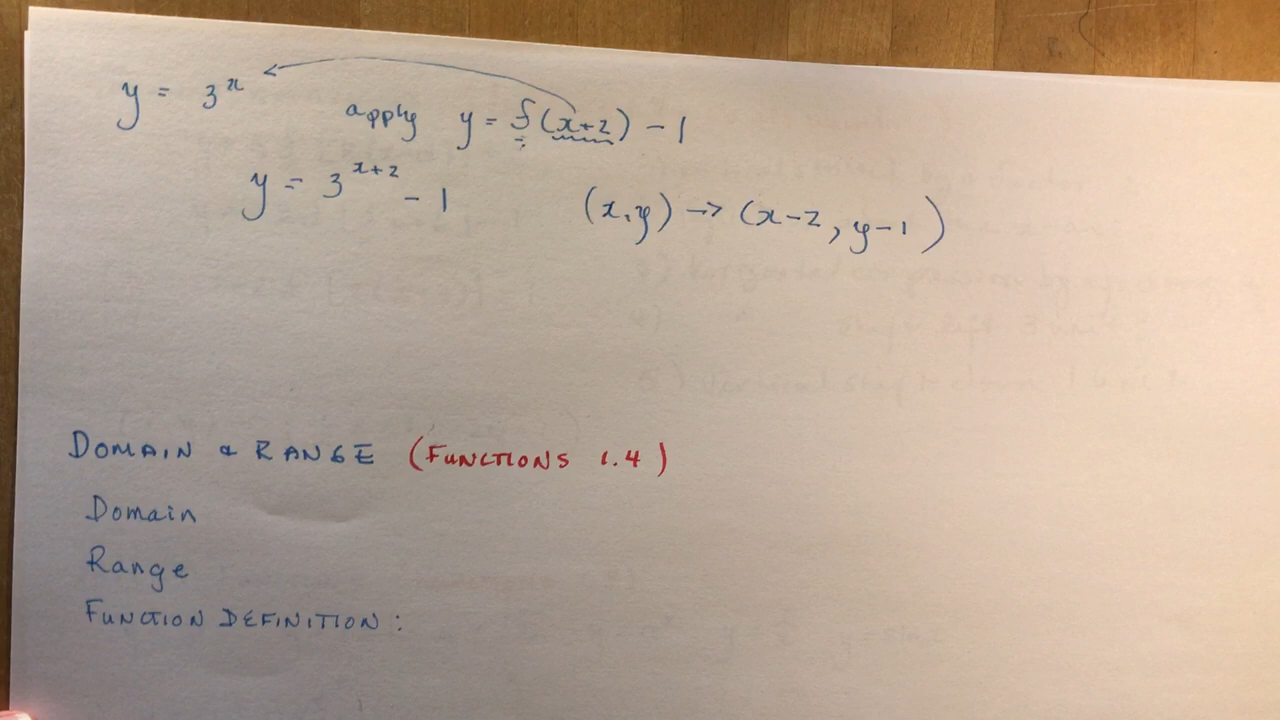 y = 3^x
apply y = f(x+2) - 1
y = 3^{x+2} - 1 (x,y) → (x-2, y-1)
DOMAIN & RANGE (FUNCTIONS 1.4)
Domain
Range
FUNCTION DEFINITION: